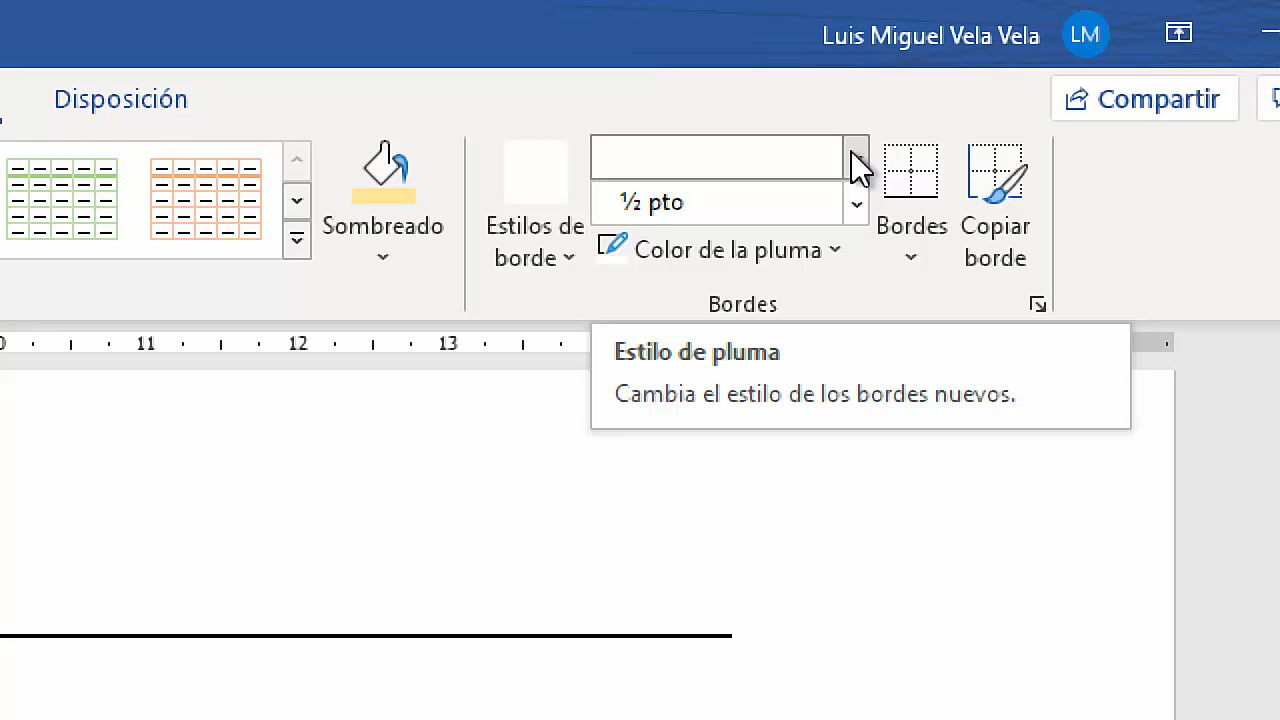 Luis Miguel Vela Vela
LM
Disposición
Compartir
Sombreado
Estilos de
borde
½ pto
Color de la pluma
Bordes
Copiar
borde
Bordes
11
12
13
Estilo de pluma
Cambia el estilo de los bordes nuevos.